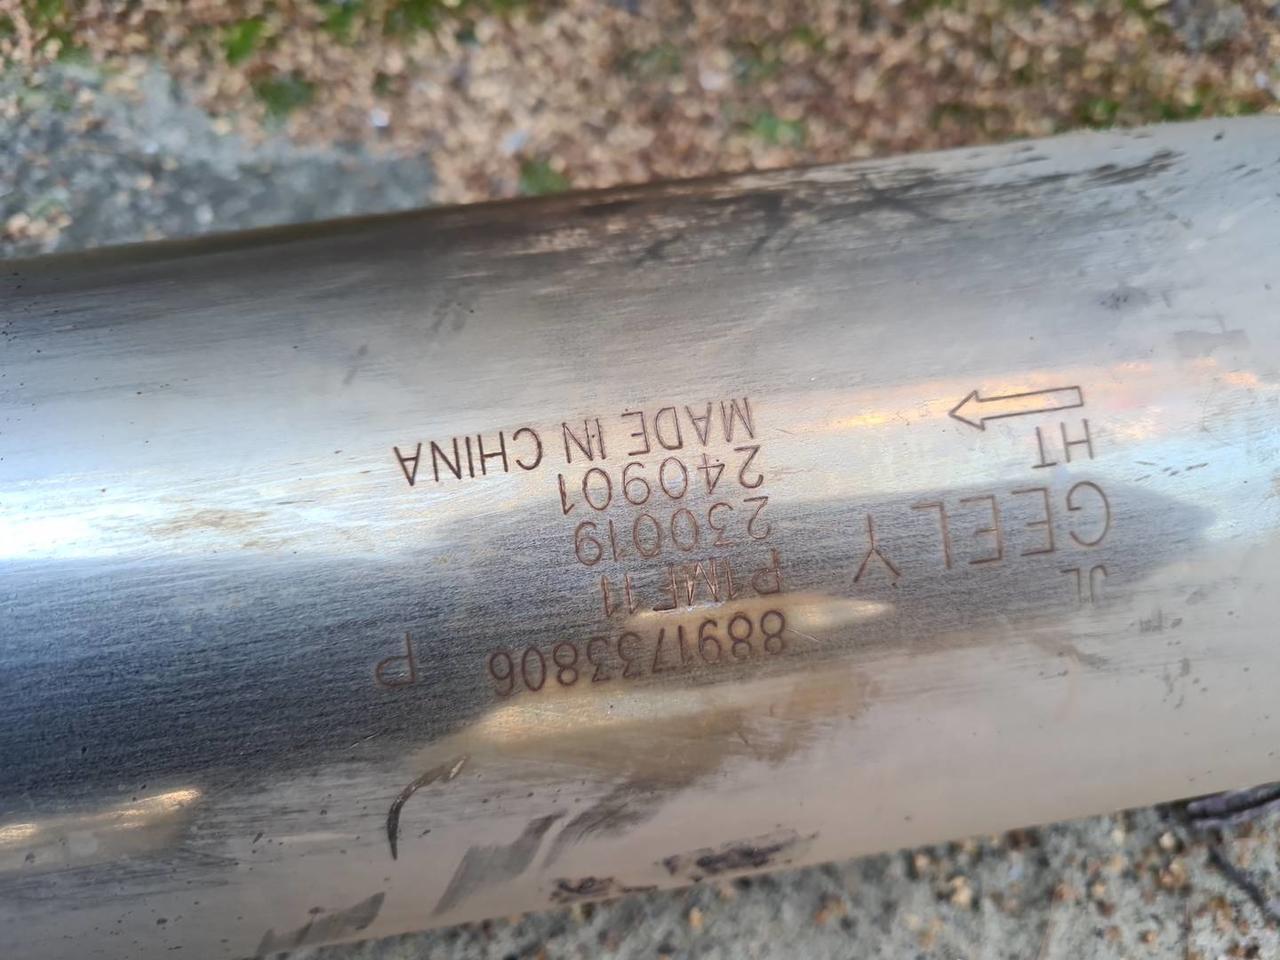 JL
GEELY
HT
8891733806 P
P1MF11
230019
240901
MADE IN CHINA